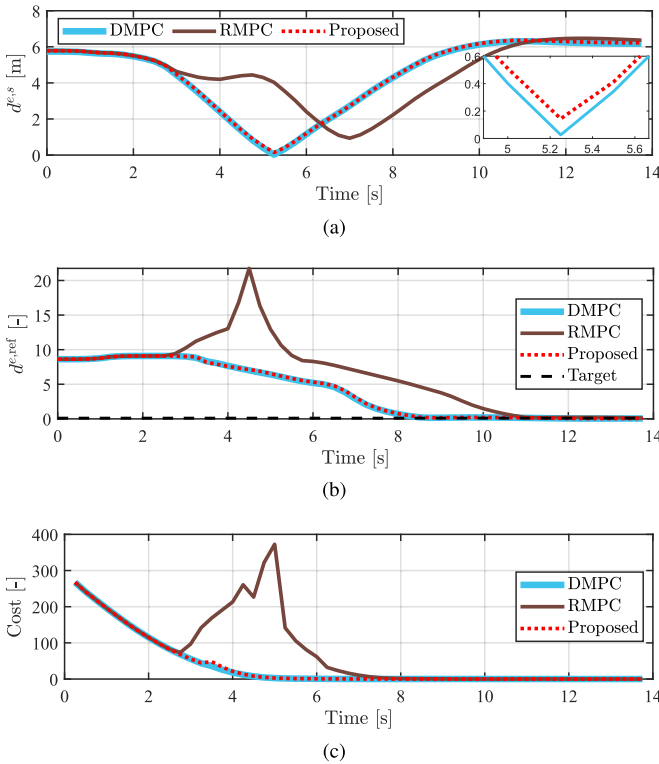 DMPC RMPC Proposed
d^{e,s} [m]
8
6
4
2
0
0.6
0.4
0.2
0
5 5.2 5.4 5.6
0 2 4 6 8 10 12 14
Time [s]
(a)
d^{e,ref} [-]
20
15
10
5
0
DMPC
RMPC
Proposed
Target
0 2 4 6 8 10 12 14
Time [s]
(b)
Cost [-]
400
300
200
100
0
DMPC
RMPC
Proposed
0 2 4 6 8 10 12 14
Time [s]
(c)